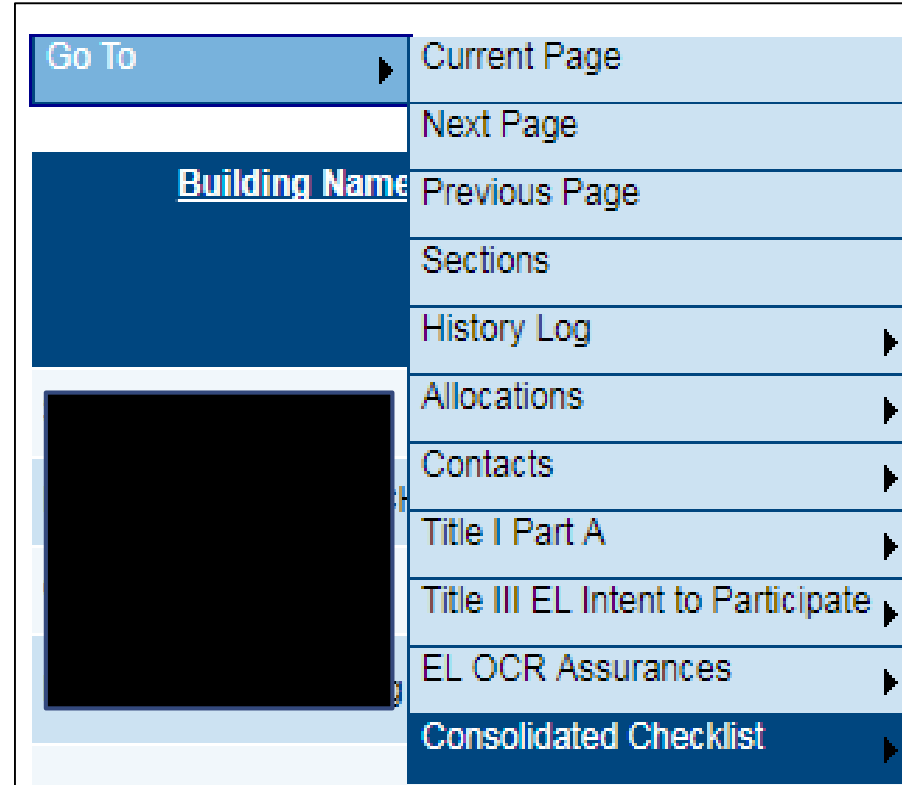 Go To
Current Page
Next Page
Building Name
Previous Page
Sections
History Log
Allocations
Contacts
Title I Part A
Title III EL Intent to Participate
EL OCR Assurances
Consolidated Checklist